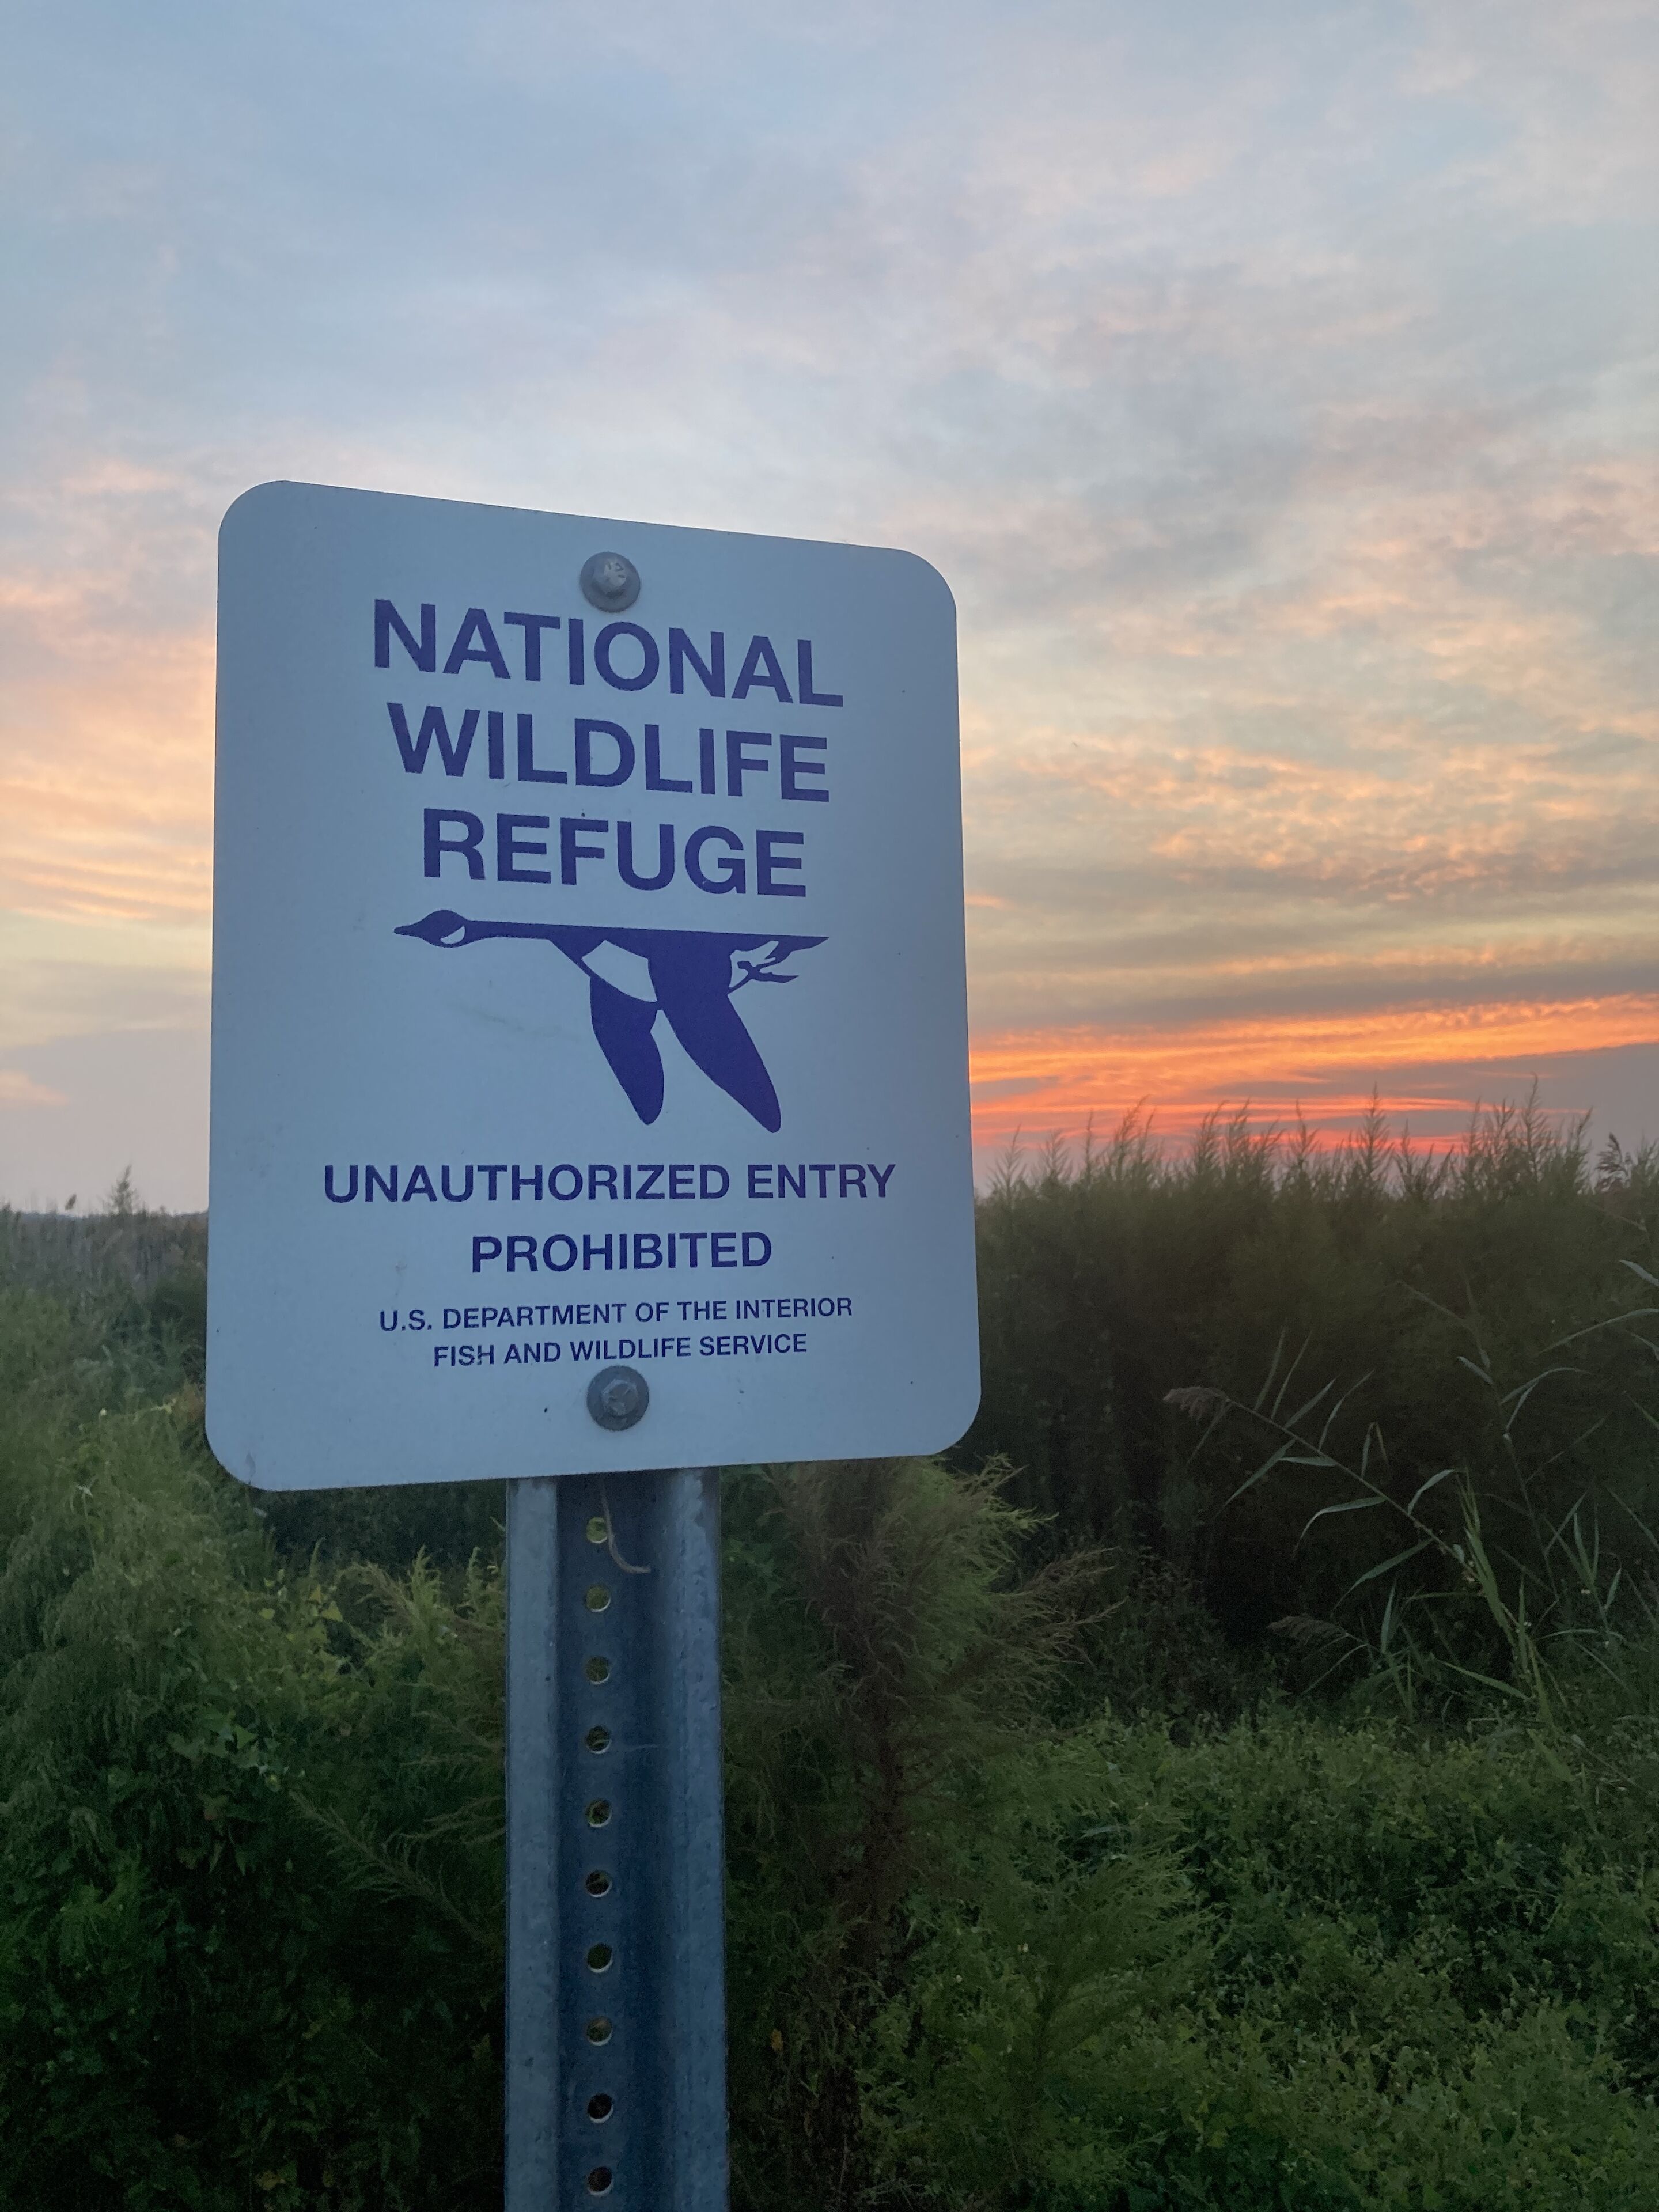 NATIONAL
WILDLIFE
REFUGE
UNAUTHORIZED ENTRY
PROHIBITED
U.S. DEPARTMENT OF THE INTERIOR
FISH AND WILDLIFE SERVICE